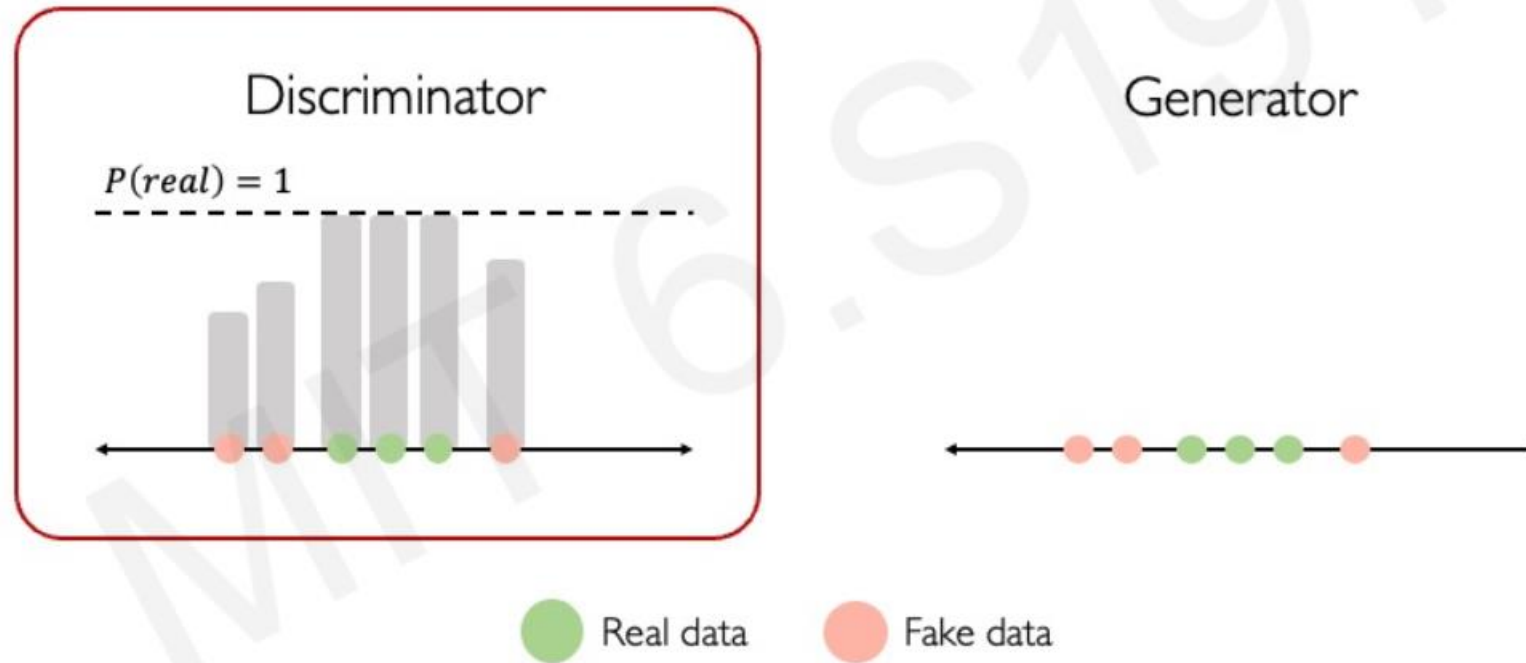 Discriminator
Generator
P(real) = 1
Real data
Fake data
MIT 6.S19